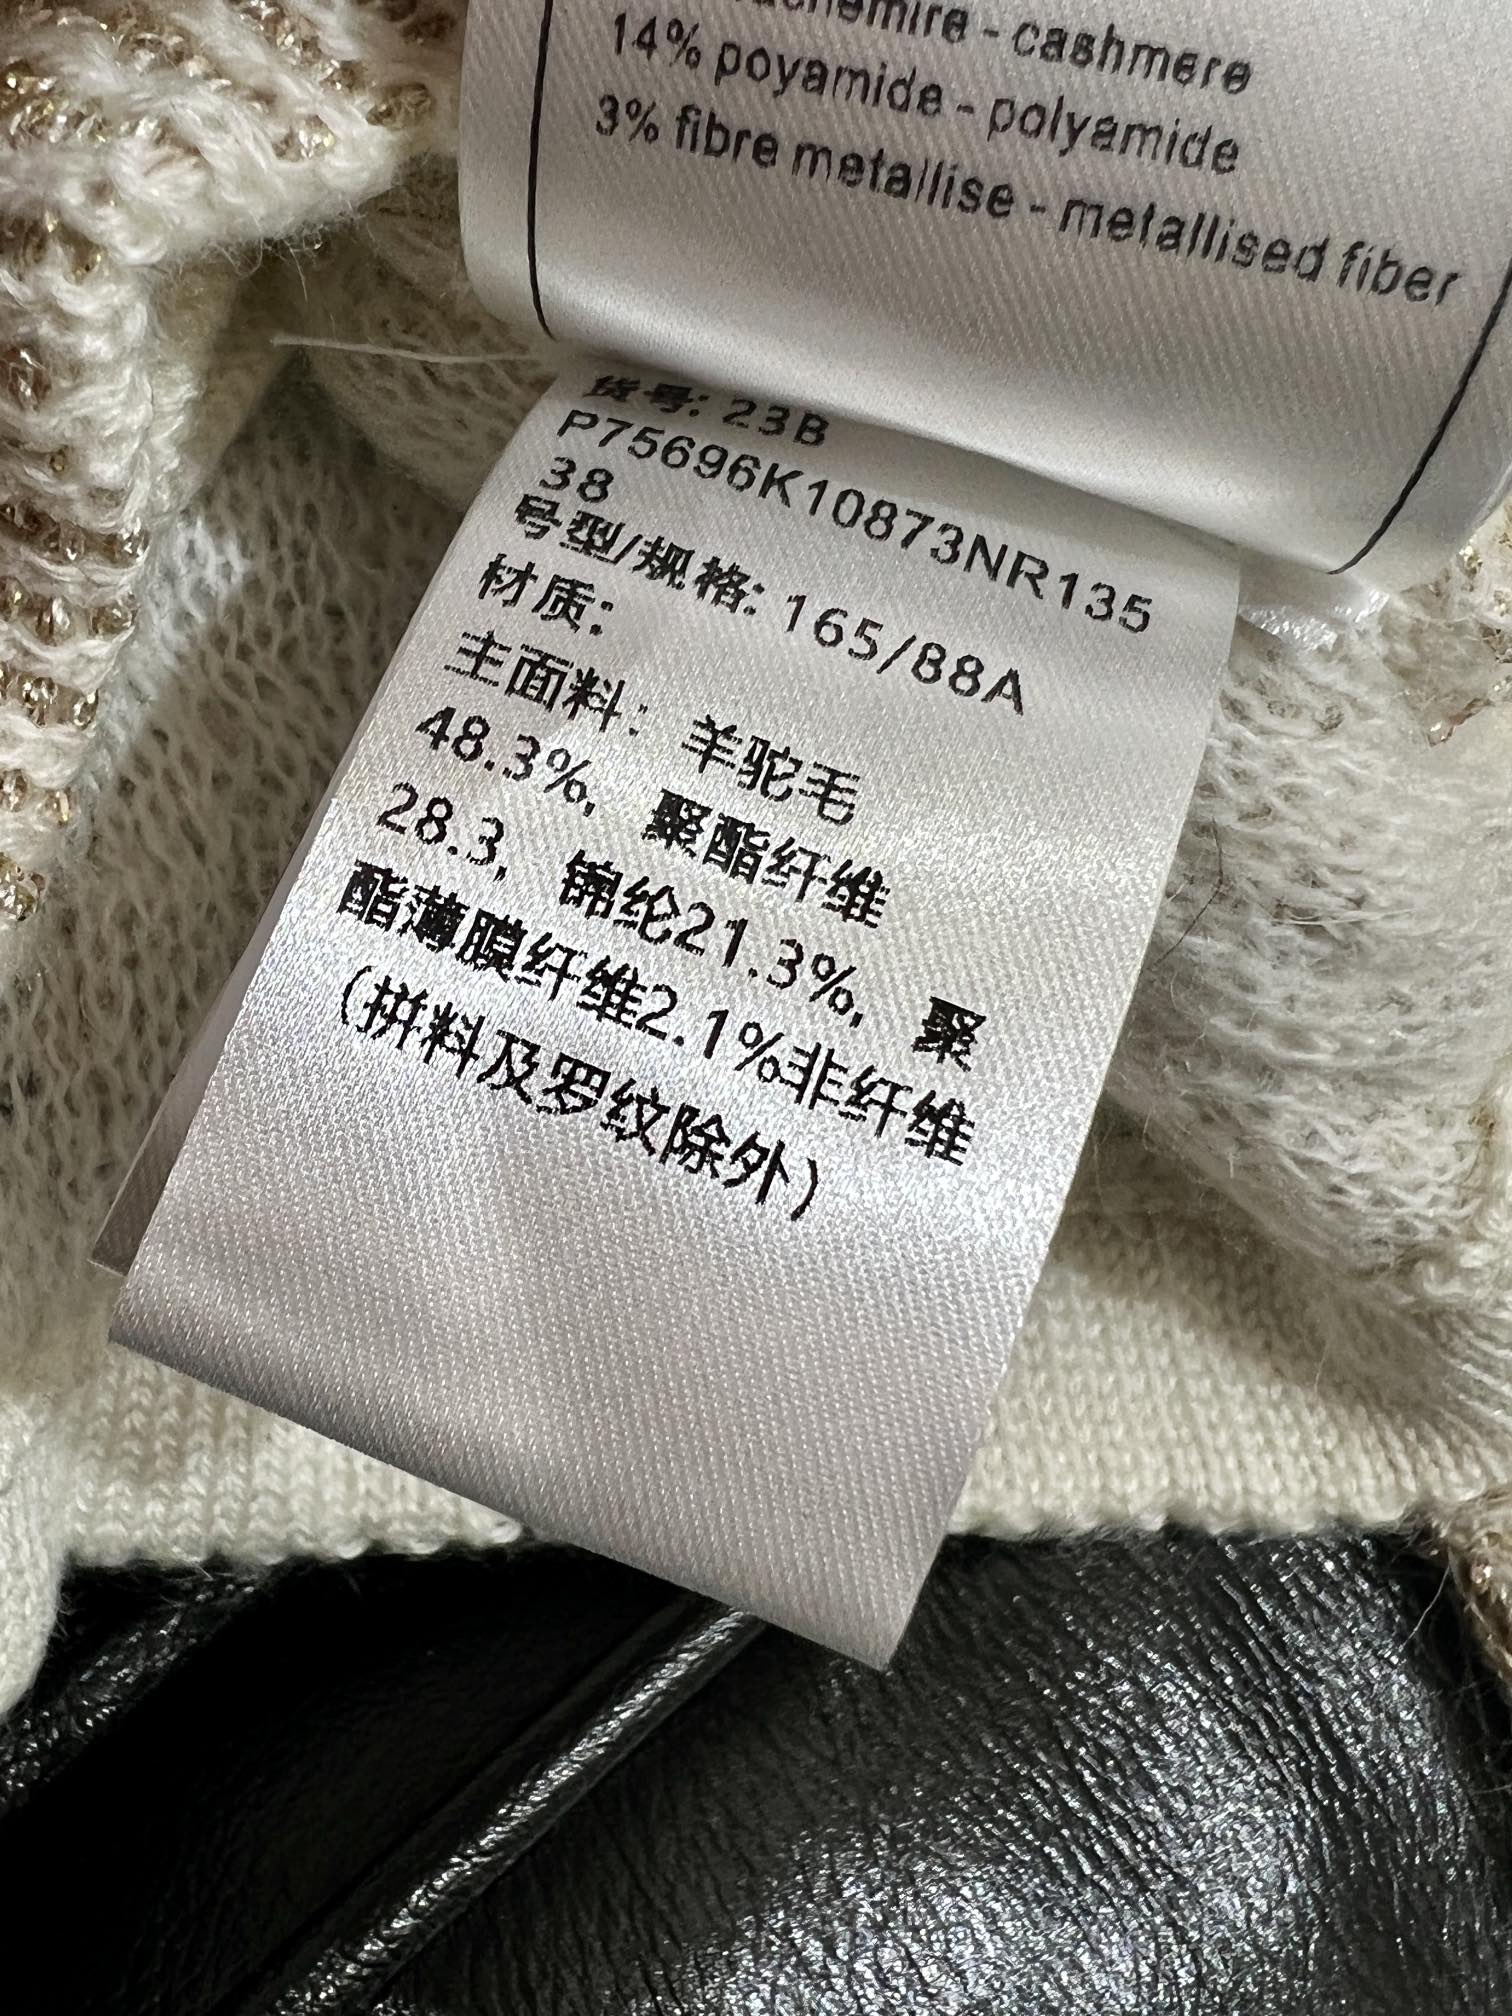 - cashmere
14% poyamide - polyamide
3% fibre metallise - metallised fiber
货号: 23B
P75696K10873NR135
38
号型/规格: 165/88A
材质:
主面料: 羊驼毛
48.3%, 聚酯纤维
28.3, 锦纶21.3%, 聚
酯薄膜纤维2.1%非纤维
(拼料及罗纹除外)